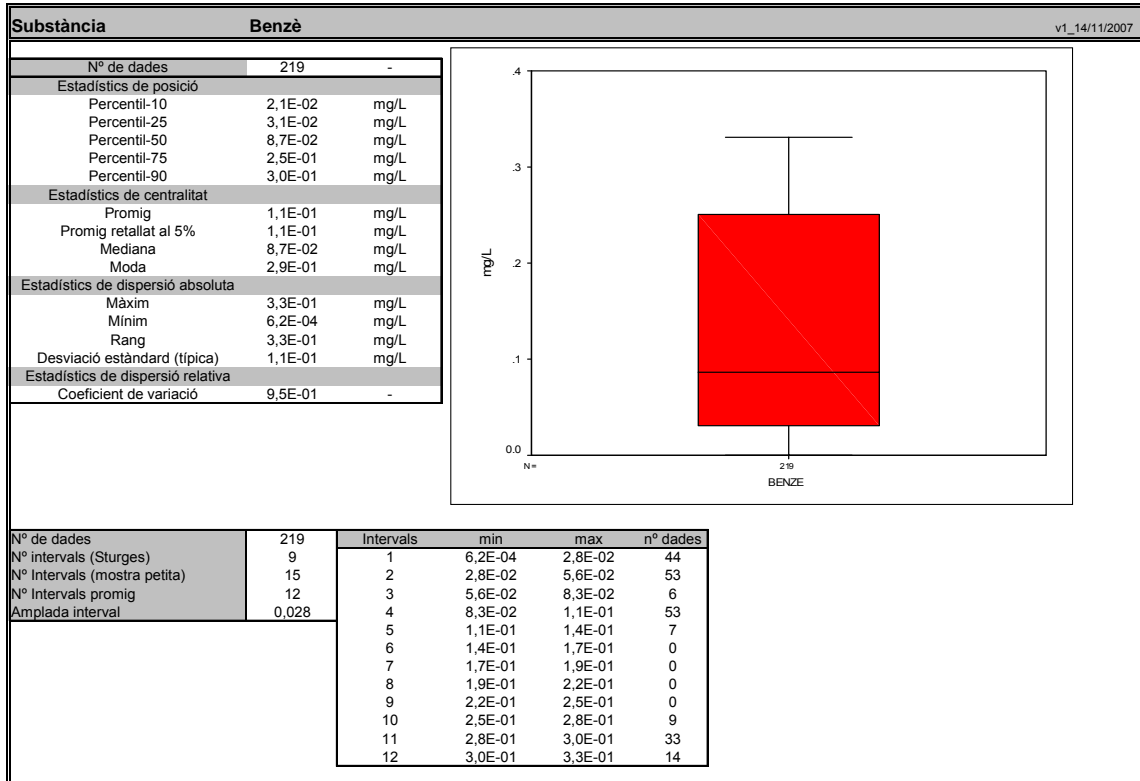 Substància Benzè v1_14/11/2007
Nº de dades 219 -
Estadístics de posició
Percentil-10 2,1E-02 mg/L
Percentil-25 3,1E-02 mg/L
Percentil-50 8,7E-02 mg/L
Percentil-75 2,5E-01 mg/L
Percentil-90 3,0E-01 mg/L
Estadístics de centralitat
Promig 1,1E-01 mg/L
Promig retallat al 5% 1,1E-01 mg/L
Mediana 8,7E-02 mg/L
Moda 2,9E-01 mg/L
Estadístics de dispersió absoluta
Màxim 3,3E-01 mg/L
Mínim 6,2E-04 mg/L
Rang 3,3E-01 mg/L
Desviació estàndard (típica) 1,1E-01 mg/L
Estadístics de dispersió relativa
Coeficient de variació 9,5E-01 -
.4
.3
.2
.1
0.0
mg/L
N = 219
BENZE
Nº de dades 219
Nº intervals (Sturges) 9
Nº Intervals (mostra petita) 15
Nº Intervals promig 12
Amplada interval 0,028
Intervals min max nº dades
1 6,2E-04 2,8E-02 44
2 2,8E-02 5,6E-02 53
3 5,6E-02 8,3E-02 6
4 8,3E-02 1,1E-01 53
5 1,1E-01 1,4E-01 7
6 1,4E-01 1,7E-01 0
7 1,7E-01 1,9E-01 0
8 1,9E-01 2,2E-01 0
9 2,2E-01 2,5E-01 0
10 2,5E-01 2,8E-01 9
11 2,8E-01 3,0E-01 33
12 3,0E-01 3,3E-01 14